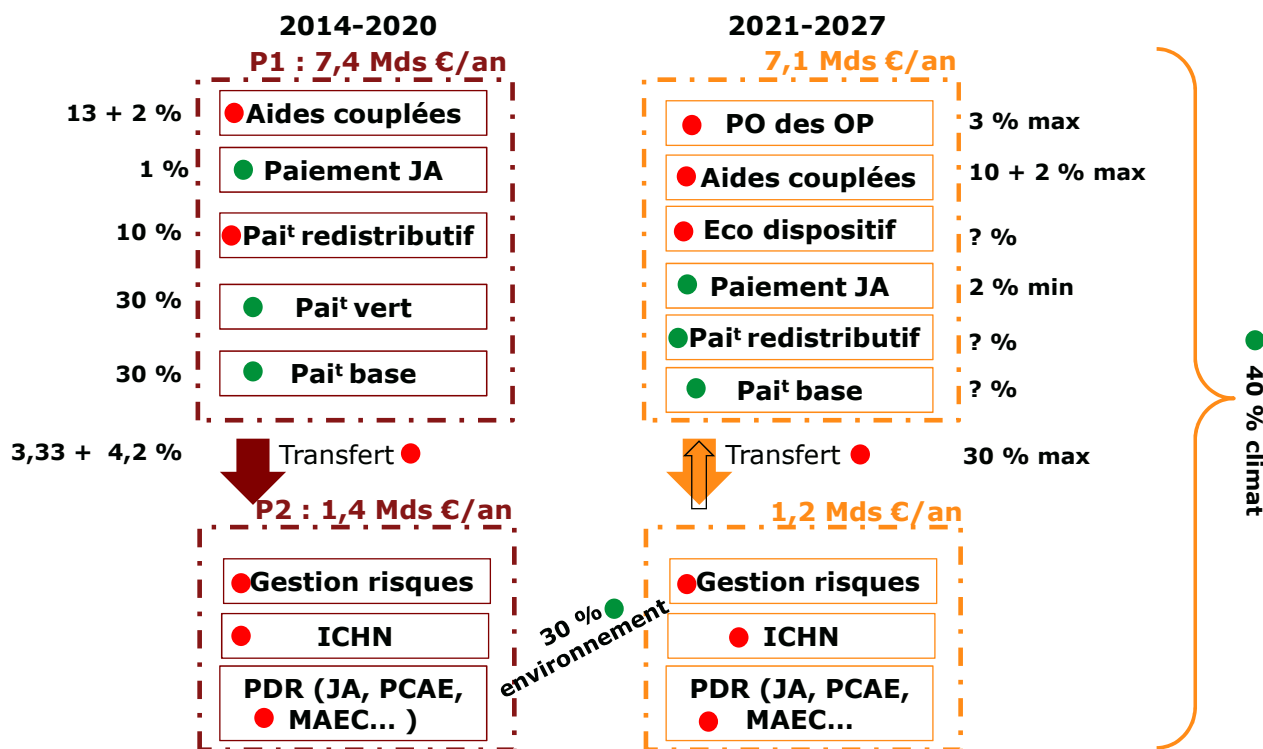 2014-2020
P1 : 7,4 Mds €/an
13 + 2 %
Aides couplées
1 %
Paiement JA
10 %
Paiᵗ redistributif
30 %
Paiᵗ vert
30 %
Paiᵗ base
3,33 + 4,2 %
Transfert
P2 : 1,4 Mds €/an
Gestion risques
ICHN
PDR (JA, PCAE,
MAEC... )
30 %
environnement
2021-2027
7,1 Mds €/an
PO des OP
3 % max
Aides couplées
10 + 2 % max
Eco dispositif
? %
Paiement JA
2 % min
Paiᵗ redistributif
? %
Paiᵗ base
? %
Transfert
30 % max
1,2 Mds €/an
Gestion risques
ICHN
PDR (JA, PCAE,
MAEC...
40 % climat